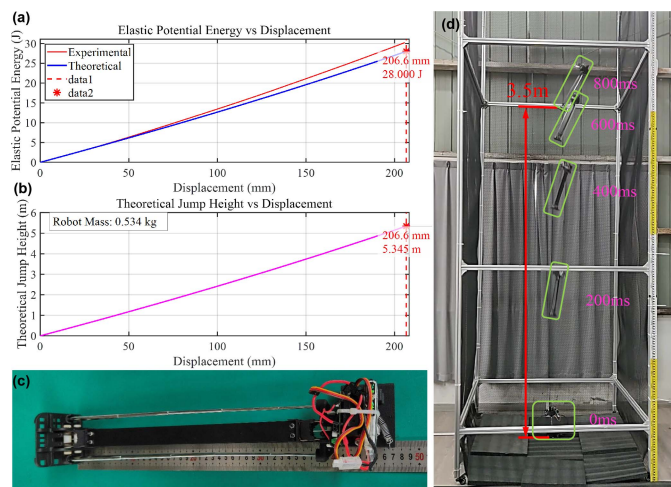 (a)
Elastic Potential Energy vs Displacement
Elastic Potential Energy (J)
30
25
20
15
10
5
0
Experimental
Theoretical
data1
data2
206.6 mm
28.000 J
0
50
100
150
200
Displacement (mm)
(b)
Theoretical Jump Height vs Displacement
Theoretical Jump Height (m)
6
5
4
3
2
1
0
Robot Mass: 0.534 kg
206.6 mm
5.345 m
0
50
100
150
200
Displacement (mm)
(c)
(d)
800ms
3.5m
600ms
400ms
200ms
0ms